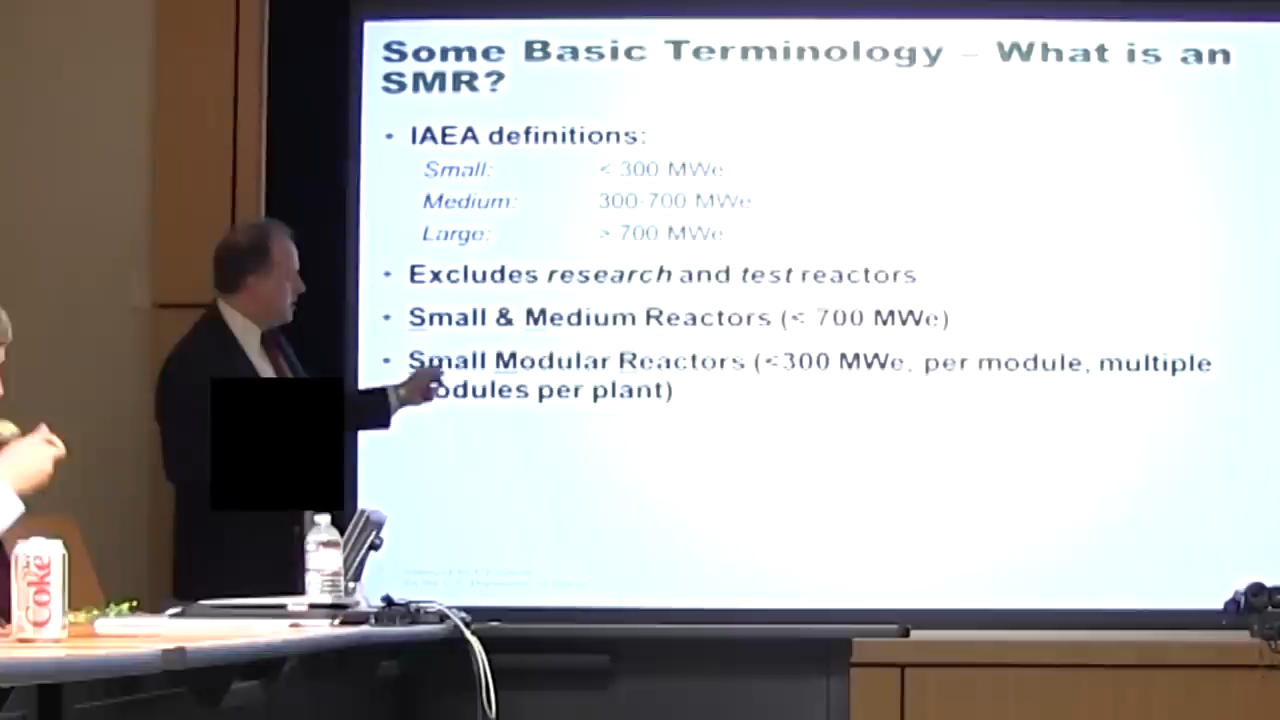 Some Basic Terminology – What is an
SMR?
• IAEA definitions:
Small: < 300 MWe
Medium: 300-700 MWe
Large: > 700 MWe
• Excludes research and test reactors
• Small & Medium Reactors (< 700 MWe)
• Small Modular Reactors (<300 MWe, per module, multiple
odules per plant)
Coke